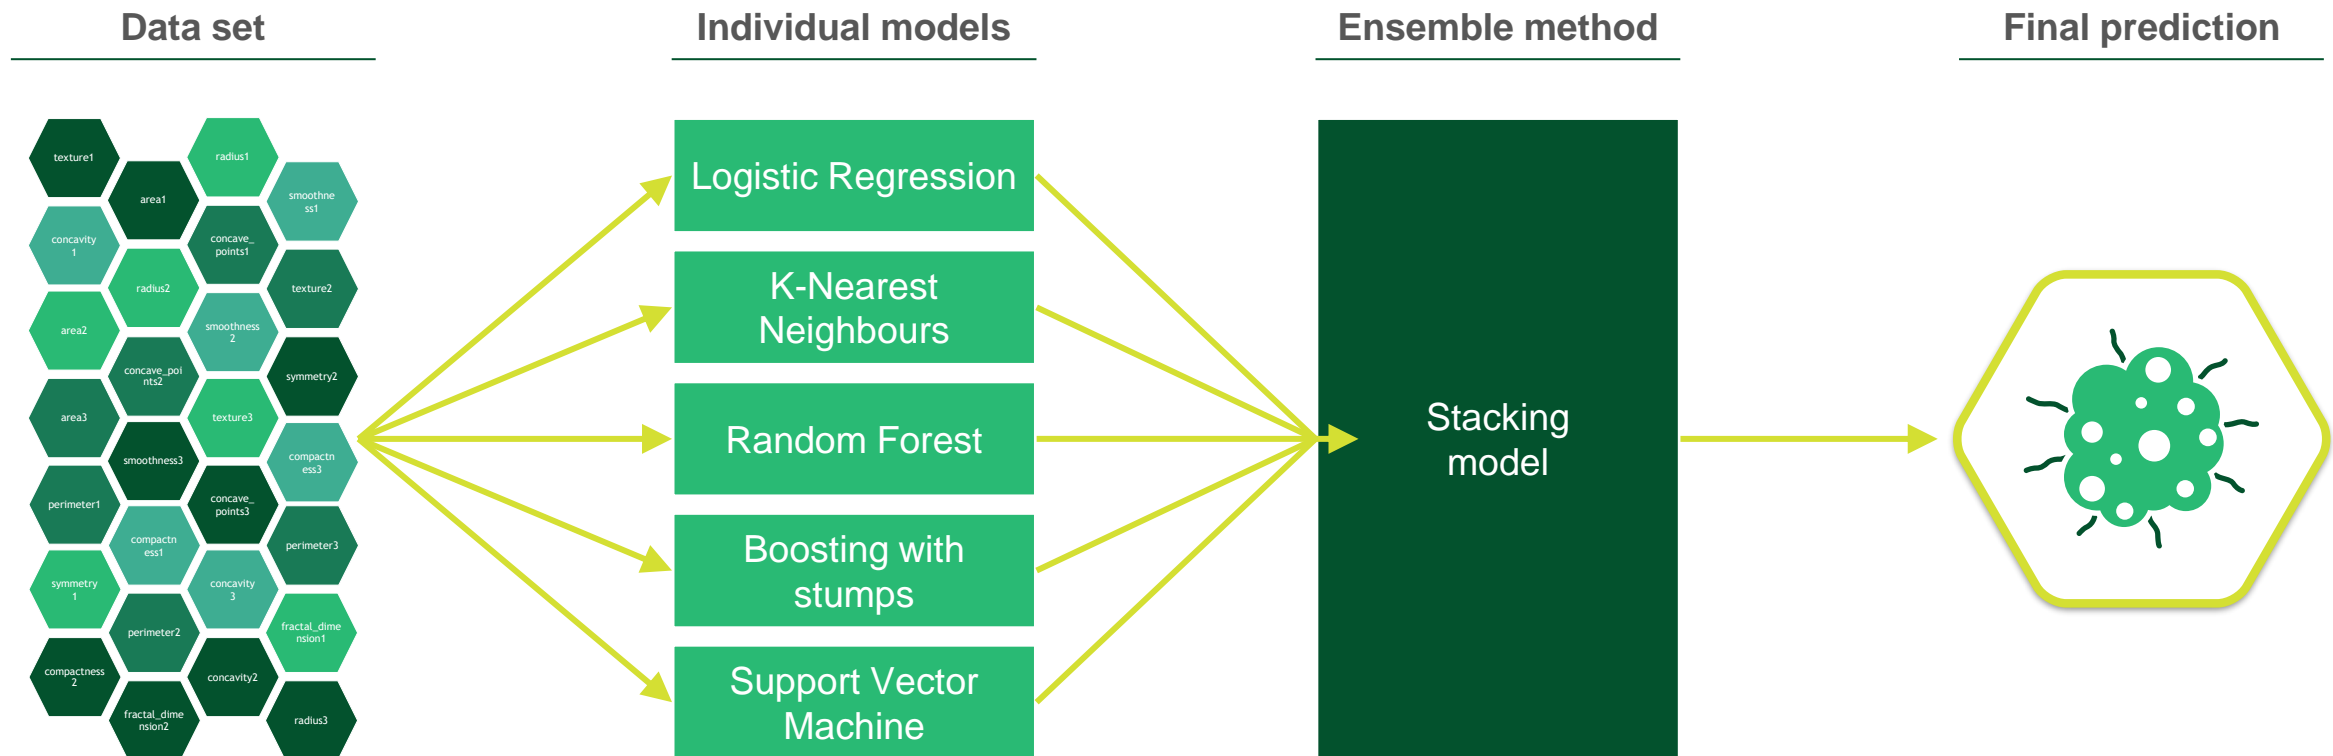 Data set
Individual models
Ensemble method
Final prediction
texture1
radius1
area1
smoothne
ss1
concavity
1
concave_
points1
radius2
texture2
area2
smoothness
2
concave_poi
nts2
symmetry2
area3
texture3
smoothness3
compactn
ess3
perimeter1
concave_
points3
compactn
ess1
perimeter3
symmetry
1
concavity
3
perimeter2
fractal_dime
nsion1
compactness
2
concavity2
fractal_dime
nsion2
radius3
Logistic Regression
K-Nearest
Neighbours
Random Forest
Boosting with
stumps
Support Vector
Machine
Stacking
model